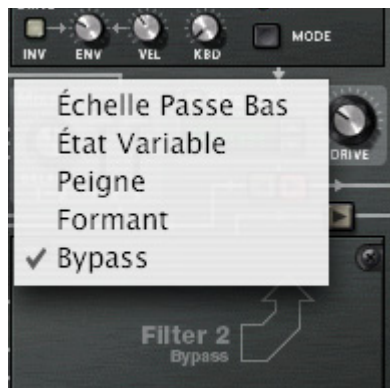 INV ENV VEL KBD MODE
Échelle Passe Bas
État Variable
Peigne
Formant
✓ Bypass
DRIVE
Filter 2
Bypass